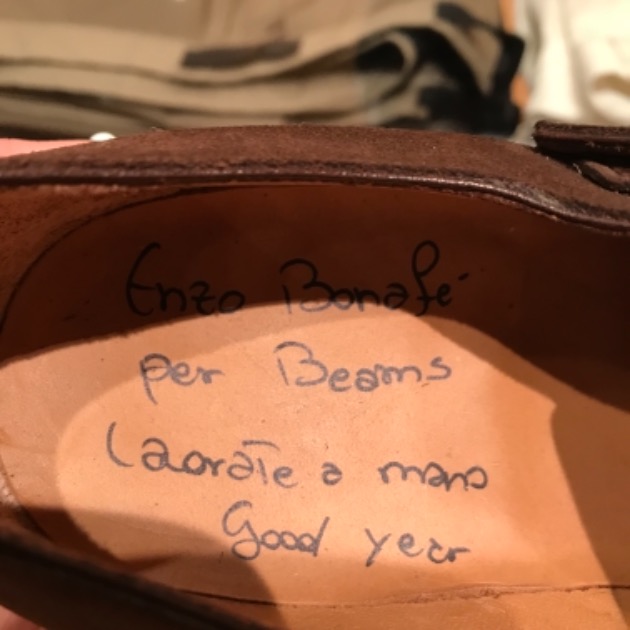 Enzo Bonafé
per Beams
Lavorate a mano
Good year